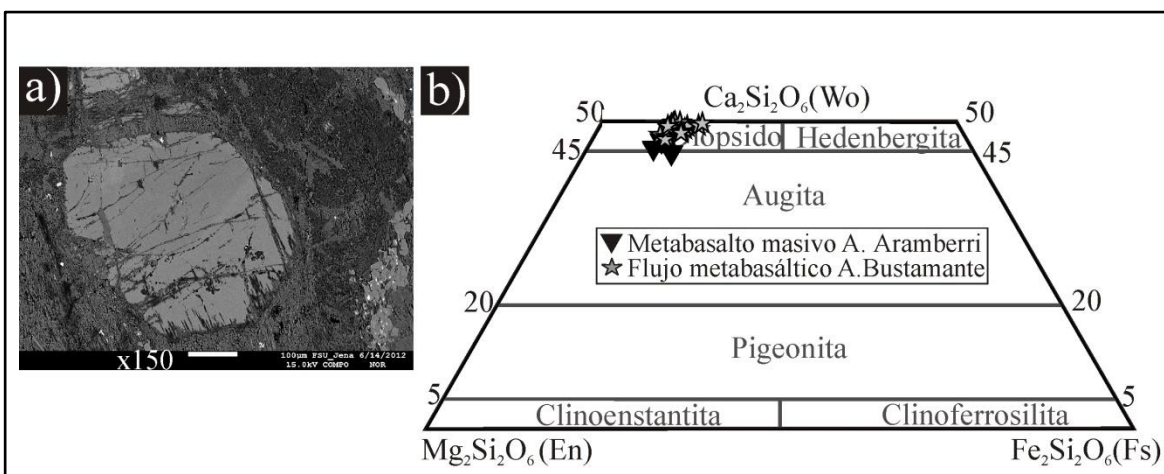 a)
x150
100µm FSU_Jena 6/14/2012
15.0kV COMPO NOR
b)
Ca₂Si₂O₆(Wo)
50 50
Hedenbergita
45 45
Augita
Metabasalto masivo A. Aramberri
Flujo metabasáltico A.Bustamante
20 20
Pigeonita
5 5
Clinoenstantita Clinoferrosilita
Mg₂Si₂O₆(En) Fe₂Si₂O₆(Fs)